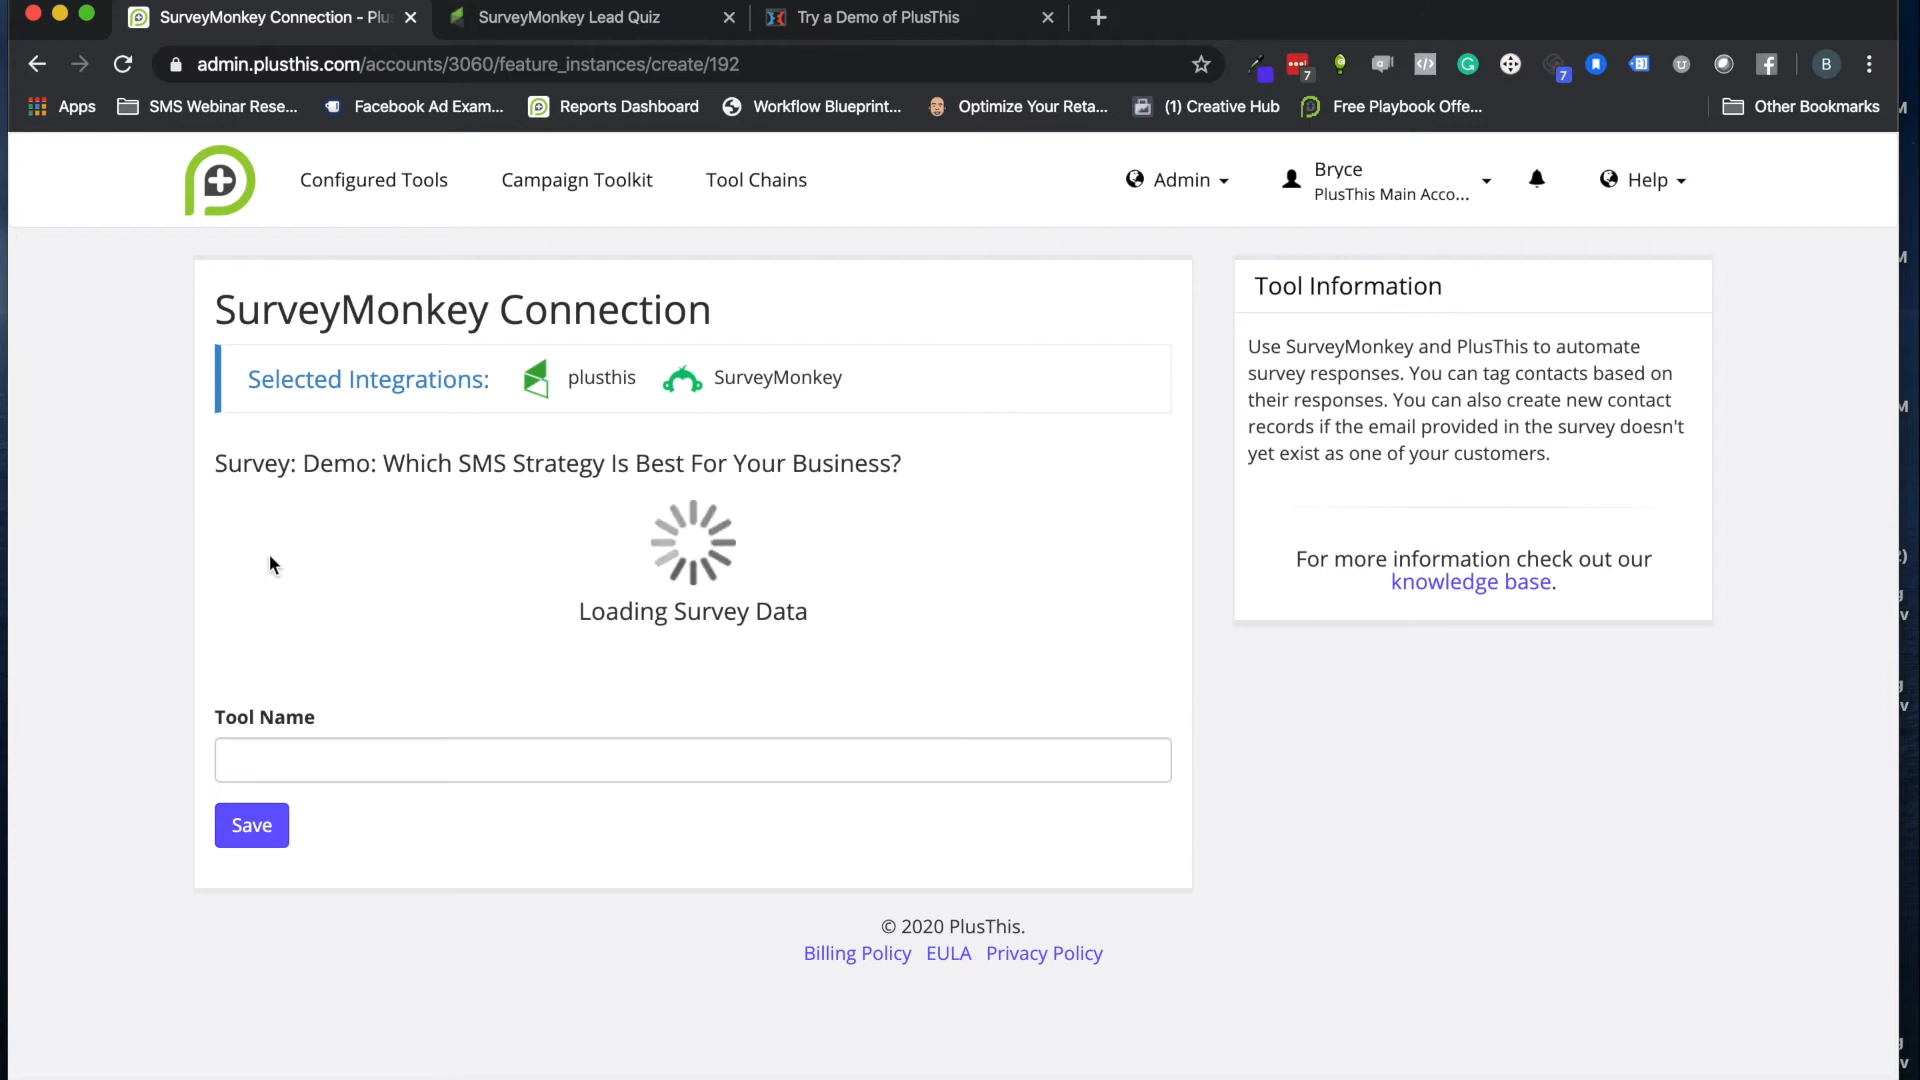 SurveyMonkey Connection - Plu
SurveyMonkey Lead Quiz
Try a Demo of PlusThis
admin.plusthis.com/accounts/3060/feature_instances/create/192
7
7
B
Apps
SMS Webinar Rese...
Facebook Ad Exam...
Reports Dashboard
Workflow Blueprint...
Optimize Your Reta...
(1) Creative Hub
Free Playbook Offe...
Other Bookmarks
Configured Tools
Campaign Toolkit
Tool Chains
Admin
Bryce
PlusThis Main Acco...
Help
SurveyMonkey Connection
Selected Integrations:
plusthis
SurveyMonkey
Survey: Demo: Which SMS Strategy Is Best For Your Business?
Loading Survey Data
Tool Name
Save
Tool Information
Use SurveyMonkey and PlusThis to automate
survey responses. You can tag contacts based on
their responses. You can also create new contact
records if the email provided in the survey doesn't
yet exist as one of your customers.
For more information check out our
knowledge base.
© 2020 PlusThis.
Billing Policy EULA Privacy Policy